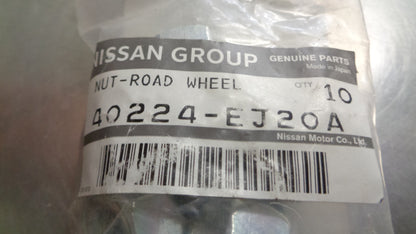 NISSAN GROUP GENUINE PARTS
Made in Japan
NUT-ROAD WHEEL QTY 10
40224-EJ20A
Nissan Motor Co., Ltd.